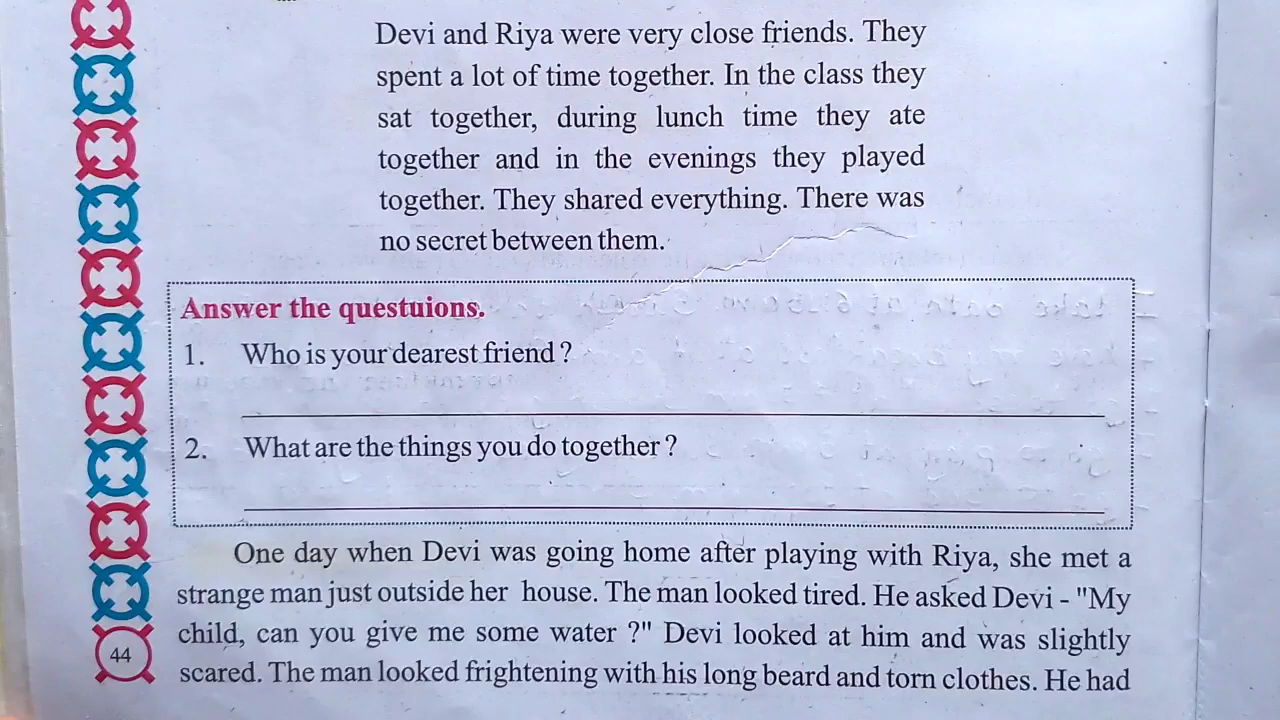 Devi and Riya were very close friends. They
spent a lot of time together. In the class they
sat together, during lunch time they ate
together and in the evenings they played
together. They shared everything. There was
no secret between them.
Answer the questuions.
1. Who is your dearest friend ?
2. What are the things you do together ?
One day when Devi was going home after playing with Riya, she met a
strange man just outside her house. The man looked tired. He asked Devi - "My
child, can you give me some water ?" Devi looked at him and was slightly
scared. The man looked frightening with his long beard and torn clothes. He had
44